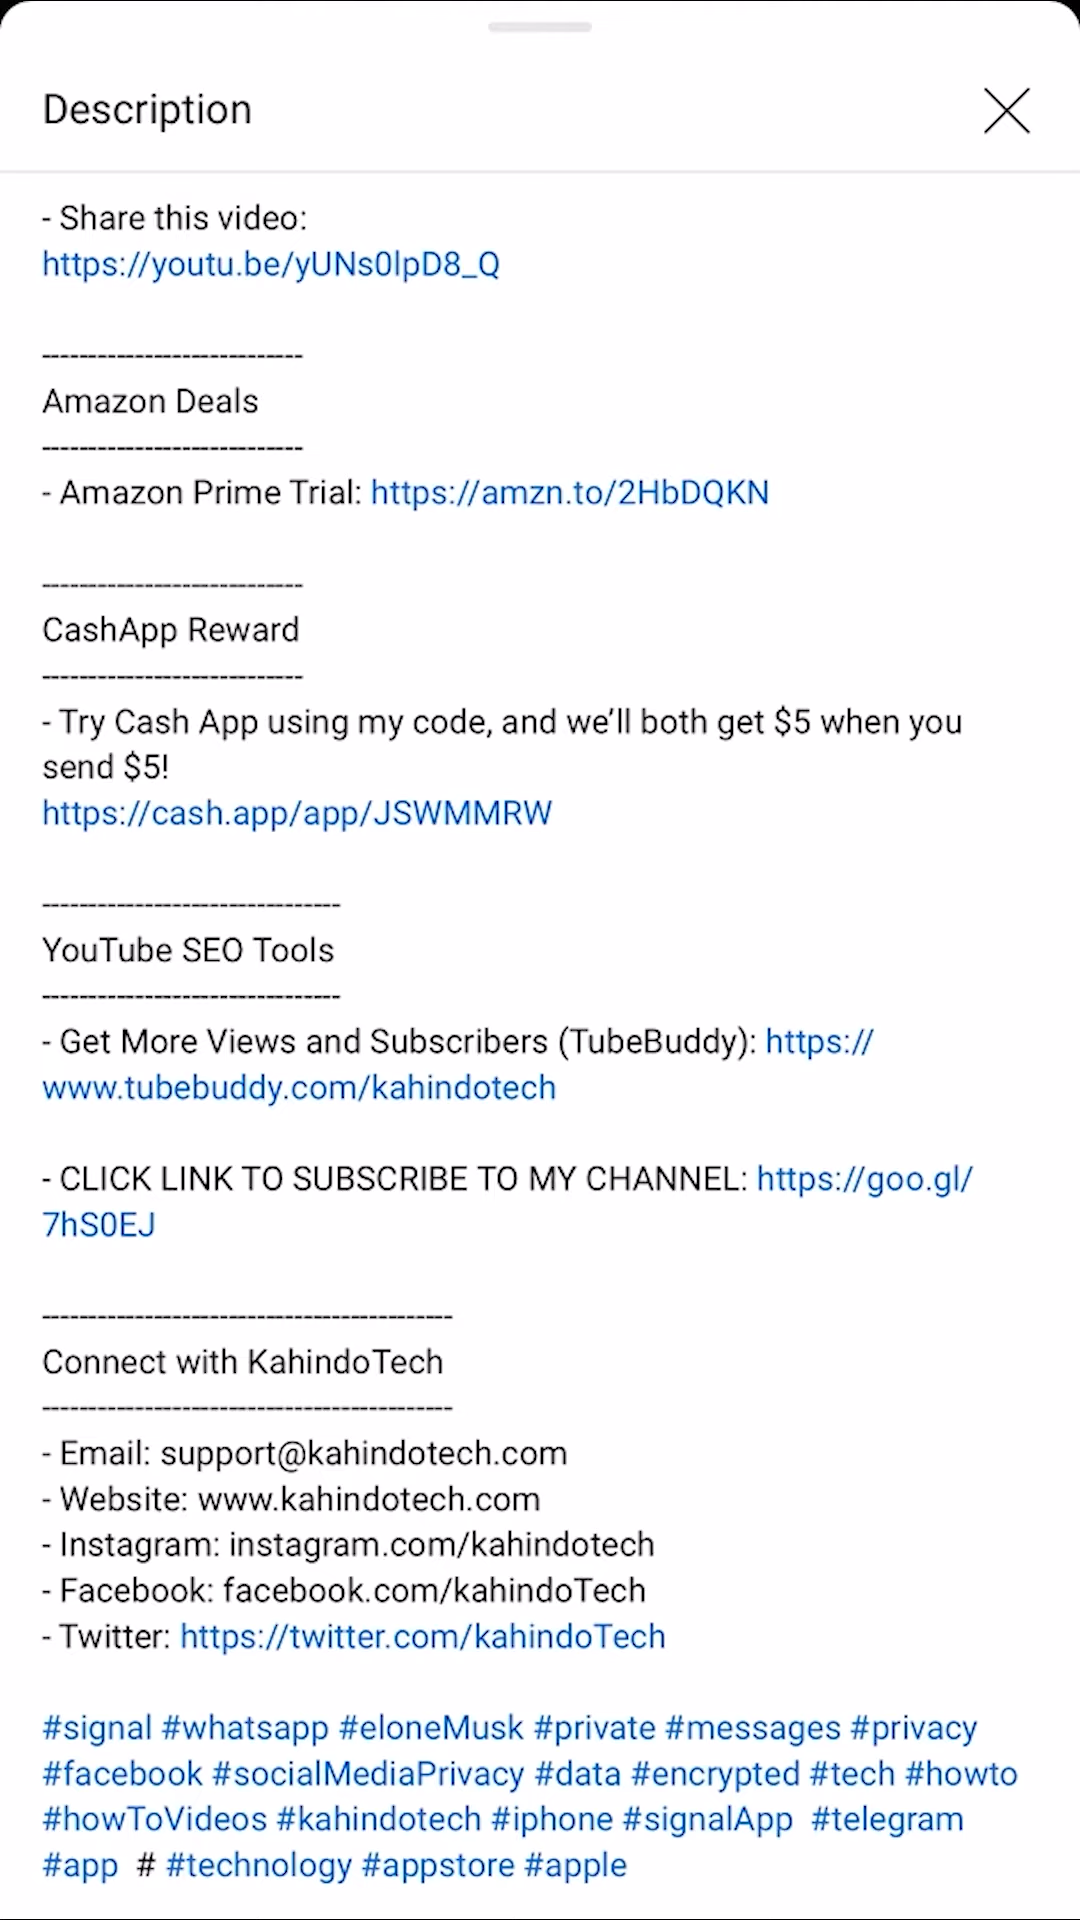 Description
- Share this video:
https://youtu.be/yUNs0lpD8_Q
----------------------------
Amazon Deals
----------------------------
- Amazon Prime Trial: https://amzn.to/2HbDQKN
----------------------------
CashApp Reward
----------------------------
- Try Cash App using my code, and we’ll both get $5 when you
send $5!
https://cash.app/app/JSWMMRW
--------------------------------
YouTube SEO Tools
--------------------------------
- Get More Views and Subscribers (TubeBuddy): https://
www.tubebuddy.com/kahindotech
- CLICK LINK TO SUBSCRIBE TO MY CHANNEL: https://goo.gl/
7hS0EJ
--------------------------------------------
Connect with KahindoTech
--------------------------------------------
- Email: support@kahindotech.com
- Website: www.kahindotech.com
- Instagram: instagram.com/kahindotech
- Facebook: facebook.com/kahindoTech
- Twitter: https://twitter.com/kahindoTech
#signal #whatsapp #eloneMusk #private #messages #privacy
#facebook #socialMediaPrivacy #data #encrypted #tech #howto
#howToVideos #kahindotech #iphone #signalApp  #telegram
#app  # #technology #appstore #apple